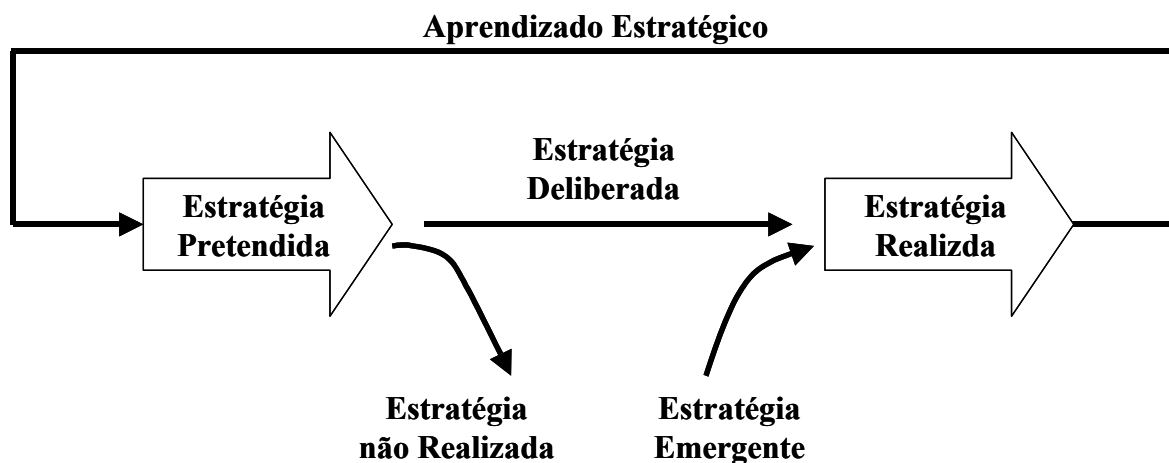 Aprendizado Estratégico
Estratégia
Deliberada
Estratégia
Pretendida
Estratégia
Realizda
Estratégia
não Realizada
Estratégia
Emergente